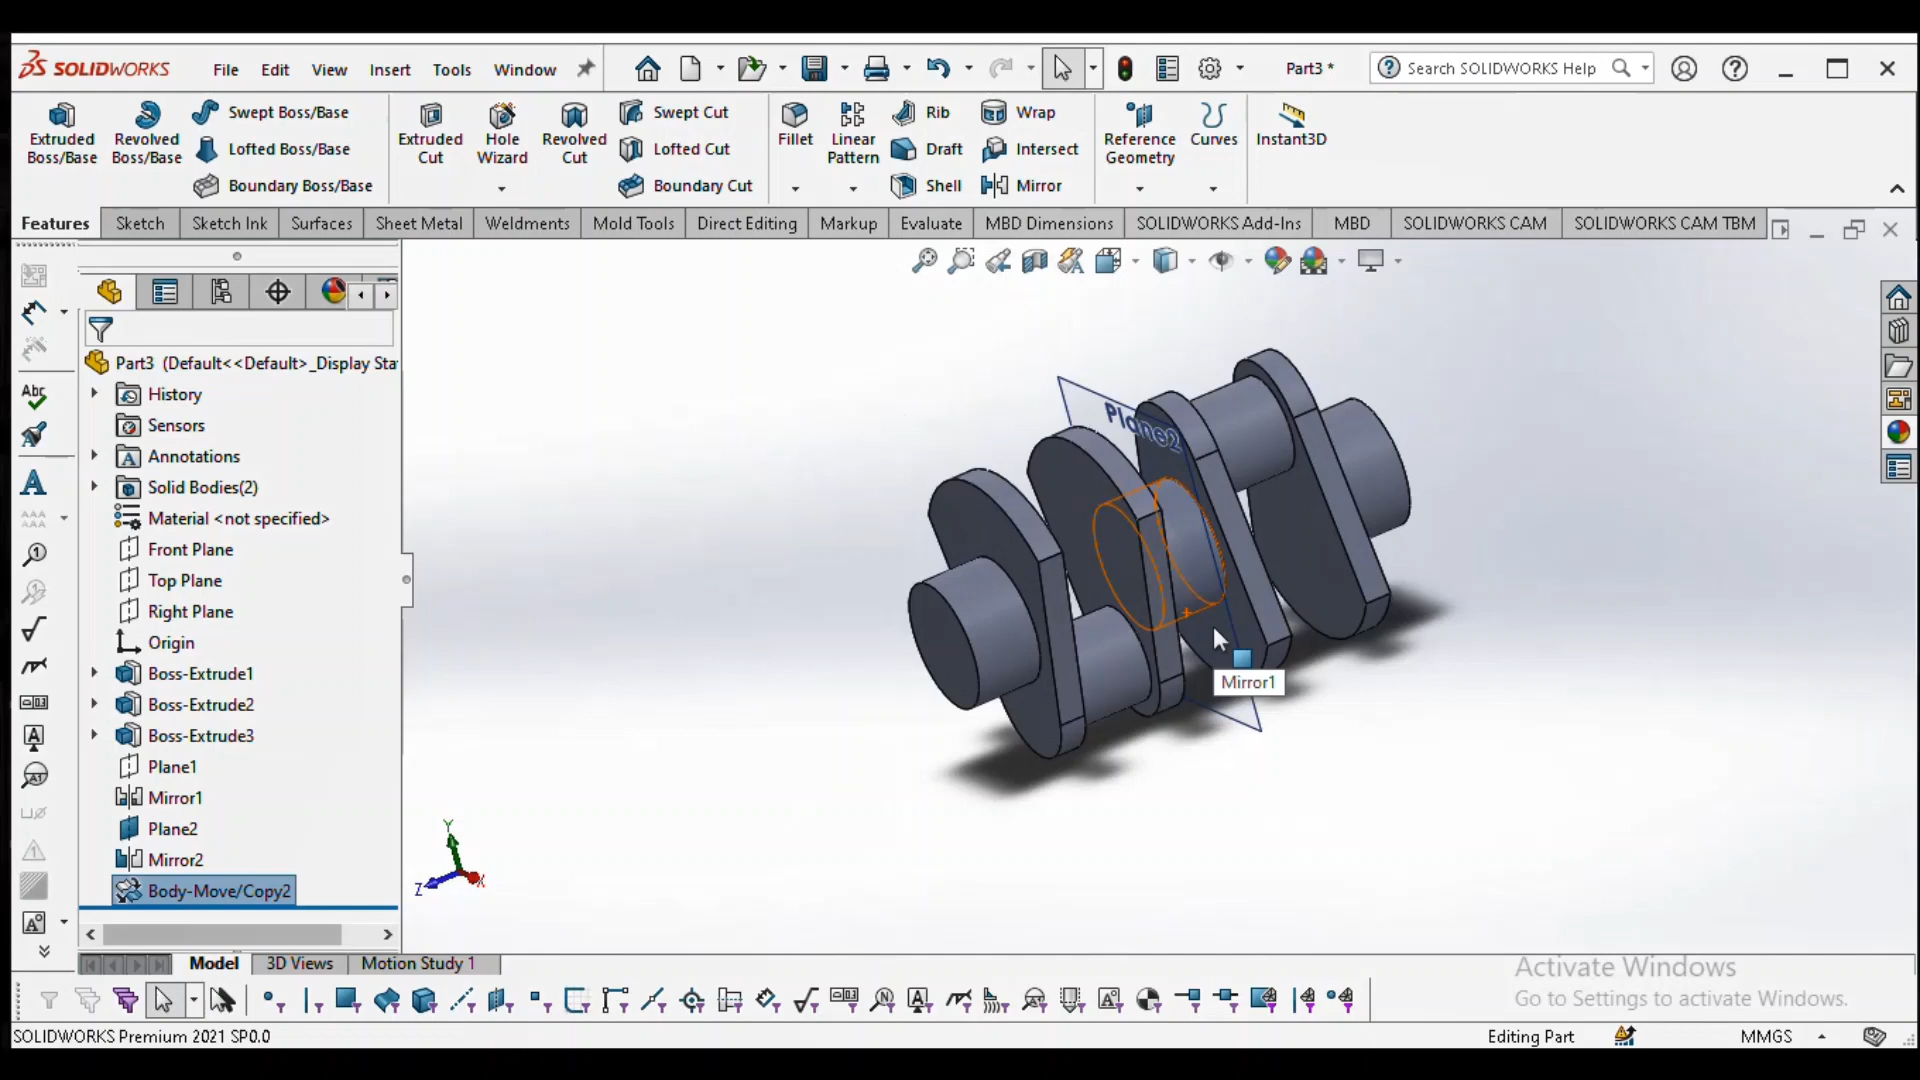 SOLIDWORKS File Edit View Insert Tools Window Part3 * Search SOLIDWORKS Help
Extruded Boss/Base
Revolved Boss/Base
Swept Boss/Base
Lofted Boss/Base
Boundary Boss/Base
Extruded Cut
Hole Wizard
Revolved Cut
Swept Cut
Lofted Cut
Boundary Cut
Fillet
Linear Pattern
Rib
Draft
Shell
Wrap
Intersect
Mirror
Reference Geometry
Curves
Instant3D
Features Sketch Sketch Ink Surfaces Sheet Metal Weldments Mold Tools Direct Editing Markup Evaluate MBD Dimensions SOLIDWORKS Add-Ins MBD SOLIDWORKS CAM SOLIDWORKS CAM TBM
Part3 (Default<<Default>_Display Sta
History
Sensors
Annotations
Solid Bodies(2)
Material <not specified>
Front Plane
Top Plane
Right Plane
Origin
Boss-Extrude1
Boss-Extrude2
Boss-Extrude3
Plane1
Mirror1
Plane2
Mirror2
Body-Move/Copy2
Plane2
Mirror1
Y
Z
X
Model 3D Views Motion Study 1
Activate Windows
Go to Settings to activate Windows.
SOLIDWORKS Premium 2021 SP0.0 Editing Part MMGS